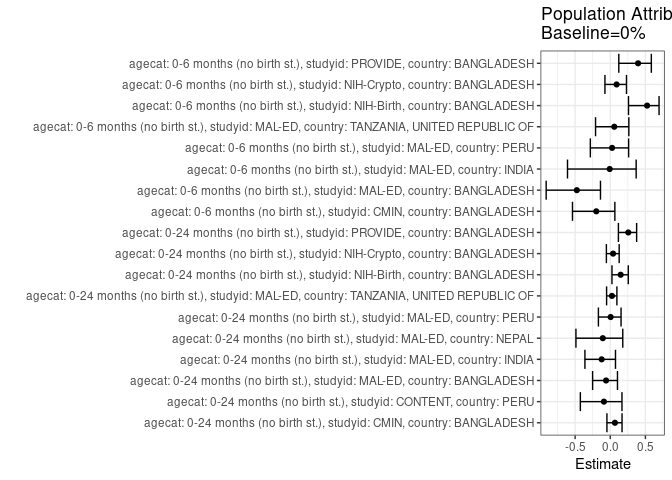 Population Attrib
Baseline=0%
agecat: 0-6 months (no birth st.), studyid: PROVIDE, country: BANGLADESH
agecat: 0-6 months (no birth st.), studyid: NIH-Crypto, country: BANGLADESH
agecat: 0-6 months (no birth st.), studyid: NIH-Birth, country: BANGLADESH
agecat: 0-6 months (no birth st.), studyid: MAL-ED, country: TANZANIA, UNITED REPUBLIC OF
agecat: 0-6 months (no birth st.), studyid: MAL-ED, country: PERU
agecat: 0-6 months (no birth st.), studyid: MAL-ED, country: INDIA
agecat: 0-6 months (no birth st.), studyid: MAL-ED, country: BANGLADESH
agecat: 0-6 months (no birth st.), studyid: CMIN, country: BANGLADESH
agecat: 0-24 months (no birth st.), studyid: PROVIDE, country: BANGLADESH
agecat: 0-24 months (no birth st.), studyid: NIH-Crypto, country: BANGLADESH
agecat: 0-24 months (no birth st.), studyid: NIH-Birth, country: BANGLADESH
agecat: 0-24 months (no birth st.), studyid: MAL-ED, country: TANZANIA, UNITED REPUBLIC OF
agecat: 0-24 months (no birth st.), studyid: MAL-ED, country: PERU
agecat: 0-24 months (no birth st.), studyid: MAL-ED, country: NEPAL
agecat: 0-24 months (no birth st.), studyid: MAL-ED, country: INDIA
agecat: 0-24 months (no birth st.), studyid: MAL-ED, country: BANGLADESH
agecat: 0-24 months (no birth st.), studyid: CONTENT, country: PERU
agecat: 0-24 months (no birth st.), studyid: CMIN, country: BANGLADESH
-0.5 0.0 0.5
Estimate